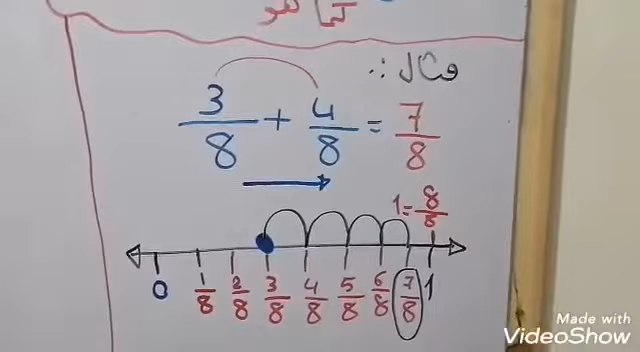 مثال :
3/8 + 4/8 = 7/8
1 = 8/8
0 1/8 2/8 3/8 4/8 5/8 6/8 7/8 1
Made with
VideoShow